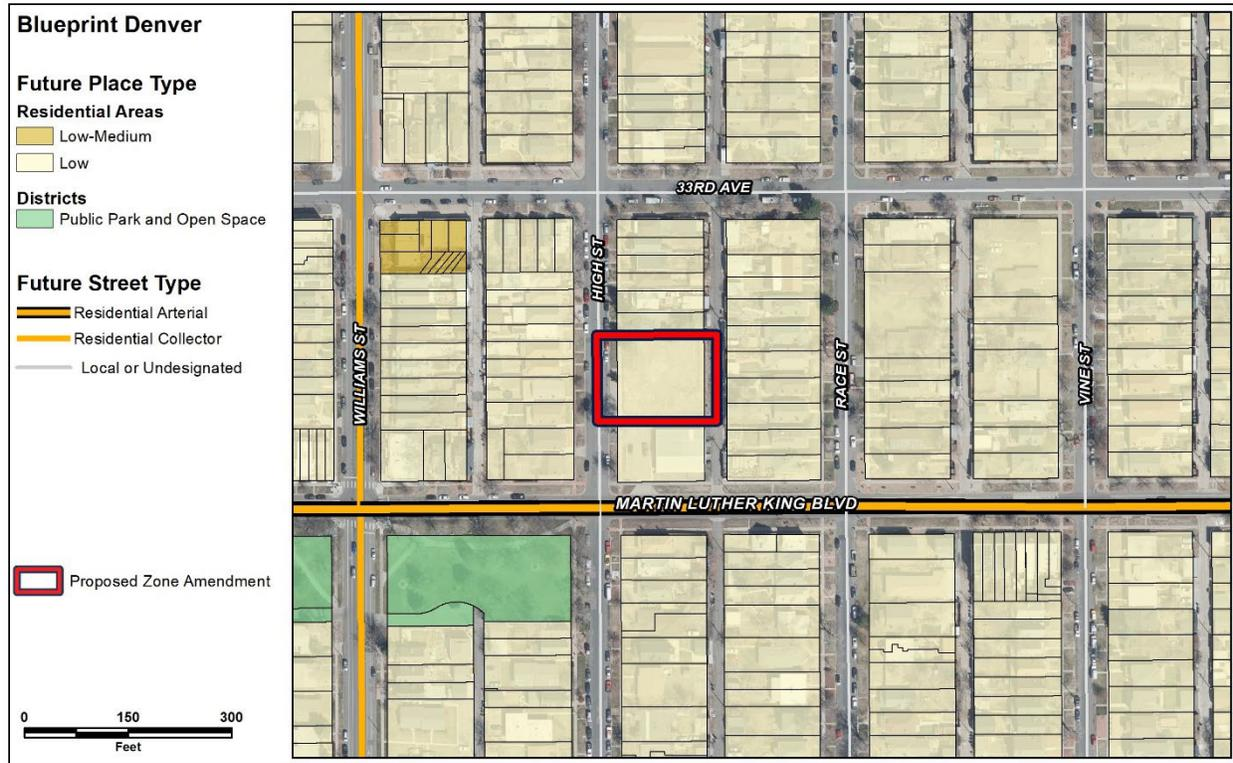 Blueprint Denver
Future Place Type
Residential Areas
Low-Medium
Low
Districts
Public Park and Open Space
Future Street Type
Residential Arterial
Residential Collector
Local or Undesignated
Proposed Zone Amendment
0 150 300
Feet
33RD AVE
HIGH ST
WILLIAMS ST
RACE ST
VINE ST
MARTIN LUTHER KING BLVD